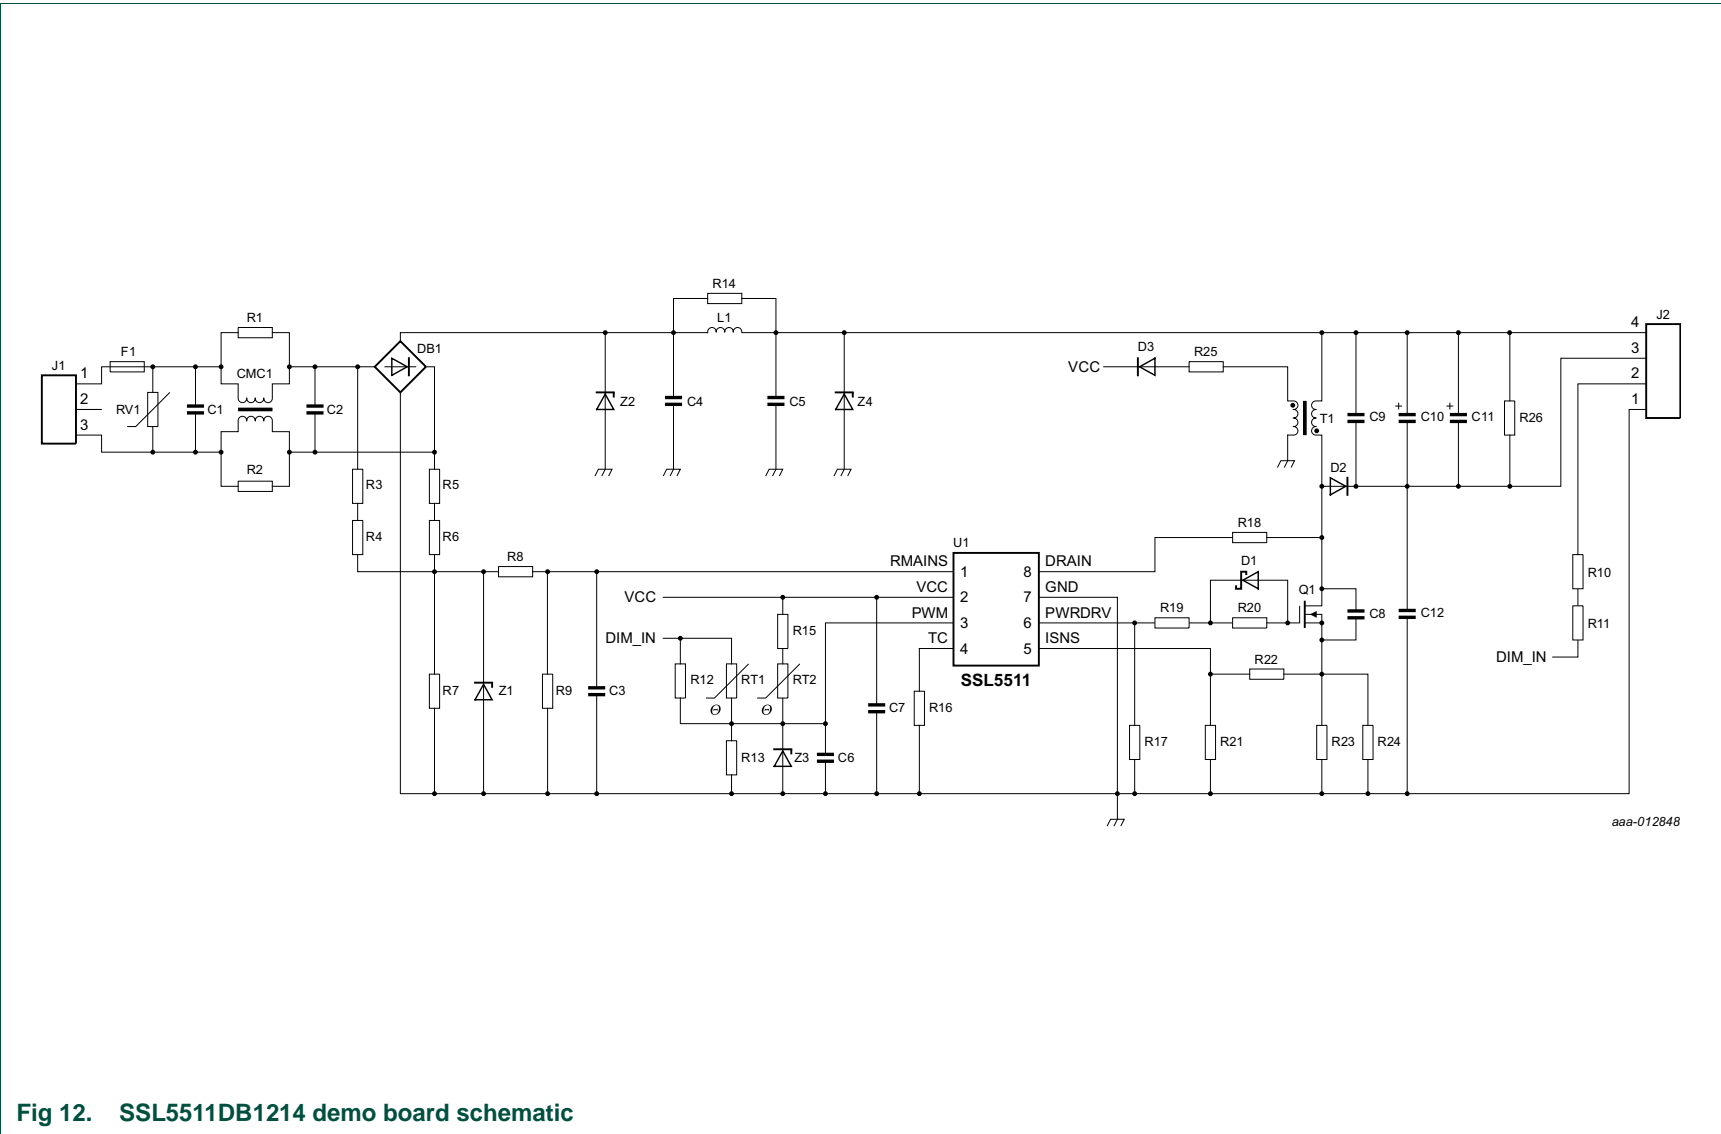 R14
L1
R1
F1
J1
1
2
3
RV1
C1
CMC1
C2
R2
DB1
Z2
C4
C5
Z4
VCC
D3
R25
T1
C9
+
C10
+
C11
R26
J2
4
3
2
1
D2
R3
R5
R4
R6
R8
R18
U1
RMAINS
1
8
DRAIN
VCC
VCC
2
7
GND
PWM
3
6
PWRDRV
TC
4
5
ISNS
SSL5511
DIM_IN
R15
R12
RT1
RT2
Θ
Θ
R7
Z1
R9
C3
R13
Z3
C6
C7
R16
R19
D1
R20
Q1
C8
C12
R22
R17
R21
R23
R24
R10
R11
DIM_IN
aaa-012848
Fig 12. SSL5511DB1214 demo board schematic